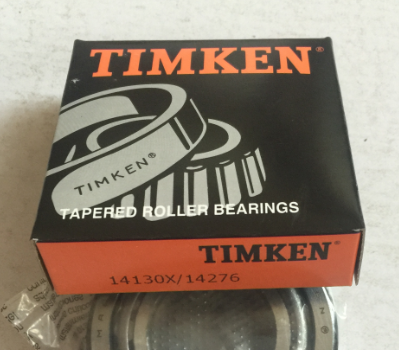 TIMKEN®
TIMKEN®
TAPERED ROLLER BEARINGS
TIMKEN®
14130X/14276